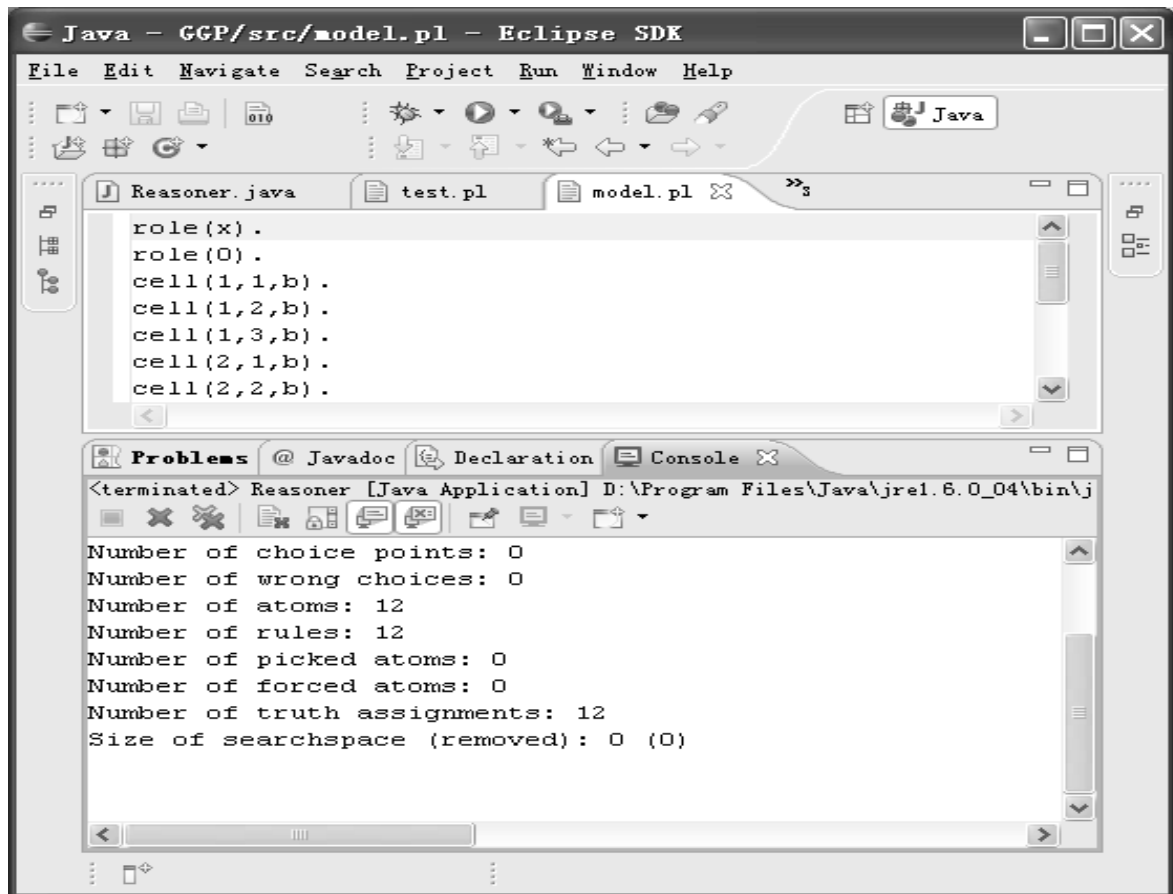 Java - GGP/src/model.pl - Eclipse SDK
File Edit Navigate Search Project Run Window Help
010
Java
Reasoner.java test.pl model.pl »3
role(x).
role(O).
cell(1,1,b).
cell(1,2,b).
cell(1,3,b).
cell(2,1,b).
cell(2,2,b).
Problems @ Javadoc Declaration Console
<terminated> Reasoner [Java Application] D:\Program Files\Java\jre1.6.0_04\bin\j
Number of choice points: 0
Number of wrong choices: 0
Number of atoms: 12
Number of rules: 12
Number of picked atoms: 0
Number of forced atoms: 0
Number of truth assignments: 12
Size of searchspace (removed): 0 (0)